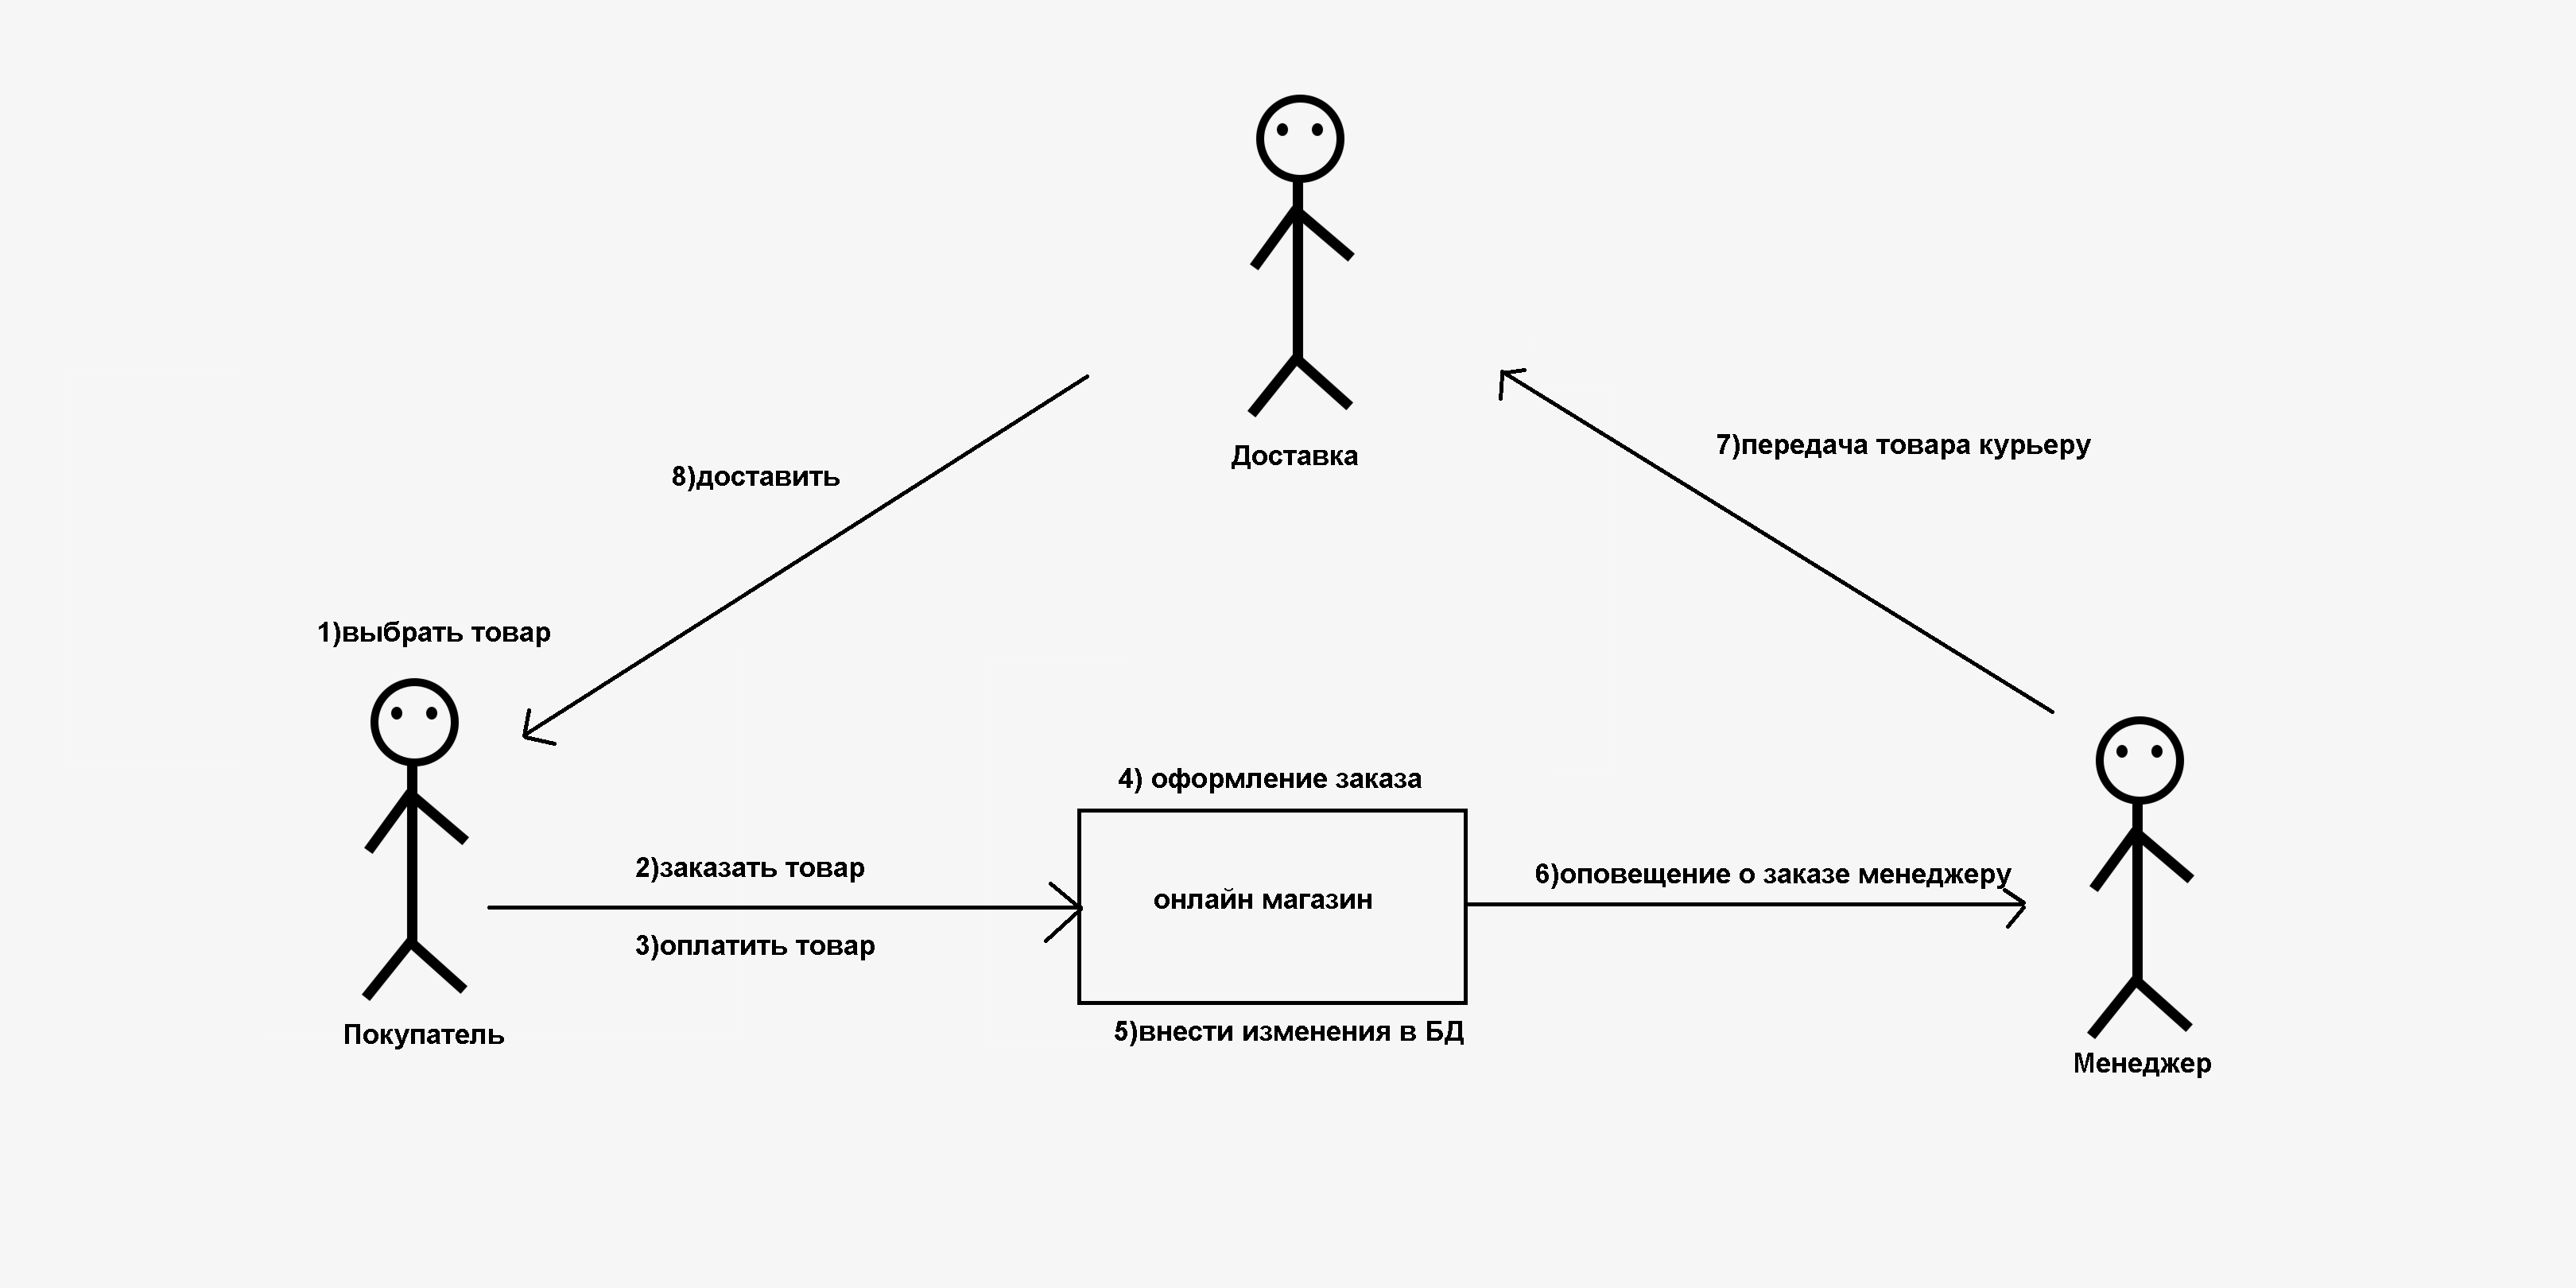 Доставка
7)передача товара курьеру
8)доставить
1)выбрать товар
Покупатель
2)заказать товар
3)оплатить товар
4) оформление заказа
онлайн магазин
5)внести изменения в БД
6)оповещение о заказе менеджеру
Менеджер